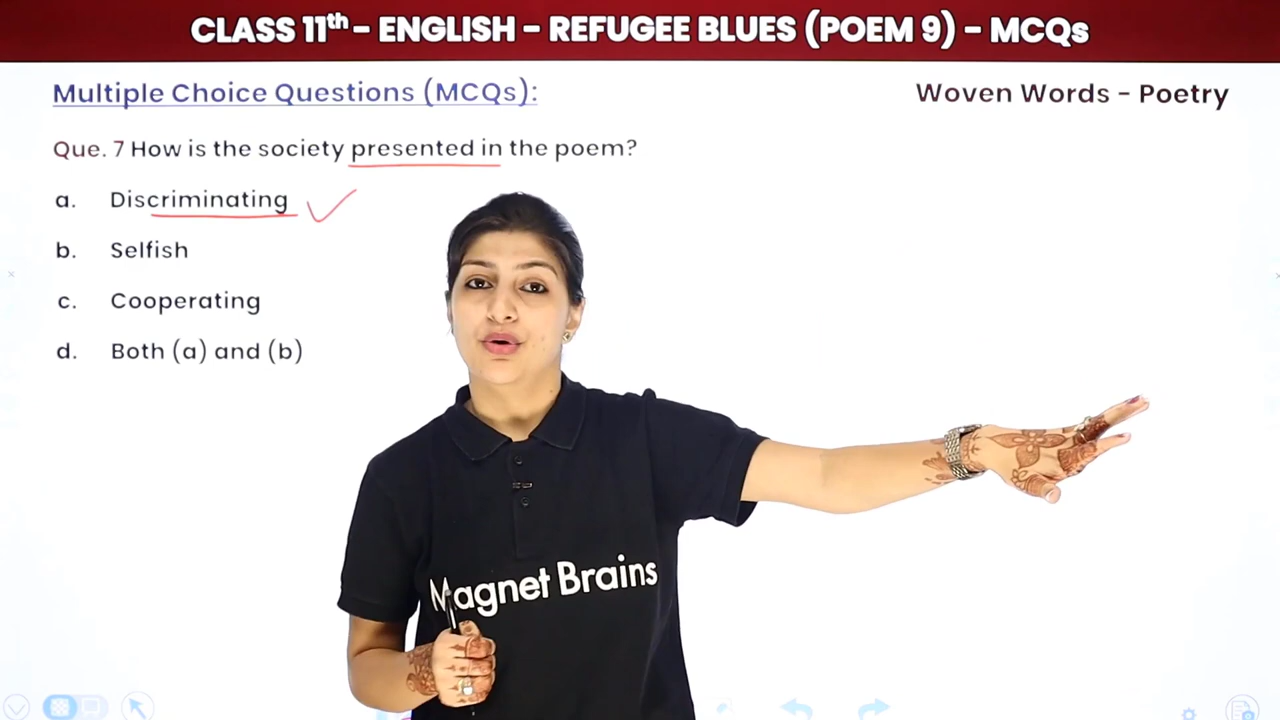 CLASS 11th - ENGLISH - REFUGEE BLUES (POEM 9) - MCQs
Multiple Choice Questions (MCQs):
Woven Words - Poetry
Que. 7 How is the society presented in the poem?
a. Discriminating
b. Selfish
c. Cooperating
d. Both (a) and (b)
Magnet Brains